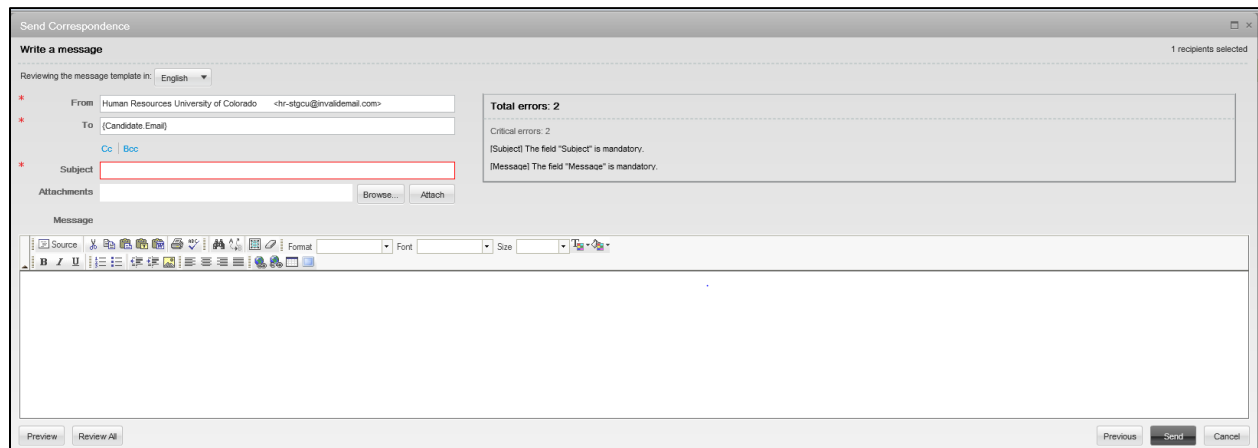 Send Correspondence
Write a message
1 recipients selected
Reviewing the message template in: English
* From Human Resources University of Colorado <hr-stgcu@invalidemail.com>
* To {Candidate.Email}
Cc | Bcc
* Subject
Attachments Browse... Attach
Message
Total errors: 2
Critical errors: 2
[Subject] The field "Subject" is mandatory.
[Message] The field "Message" is mandatory.
Source Format Font Size
B I U
Preview Review All Previous Send Cancel